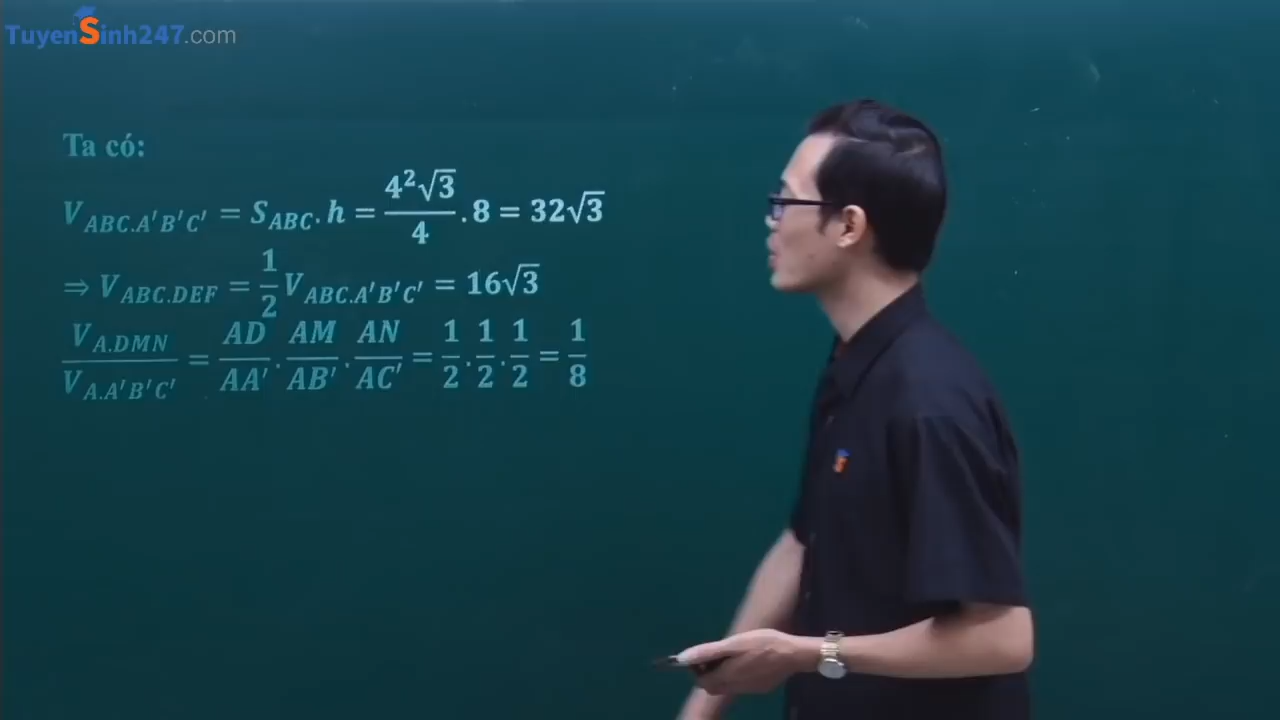 TuyenSinh247.com
Ta có:
V_{ABC.A'B'C'} = S_{ABC}.h = \frac{4^2\sqrt{3}}{4}.8 = 32\sqrt{3}
⇒ V_{ABC.DEF} = \frac{1}{2}V_{ABC.A'B'C'} = 16\sqrt{3}
\frac{V_{A.DMN}}{V_{A.A'B'C'}} = \frac{AD}{AA'}.\frac{AM}{AB'}.\frac{AN}{AC'} = \frac{1}{2}.\frac{1}{2}.\frac{1}{2} = \frac{1}{8}